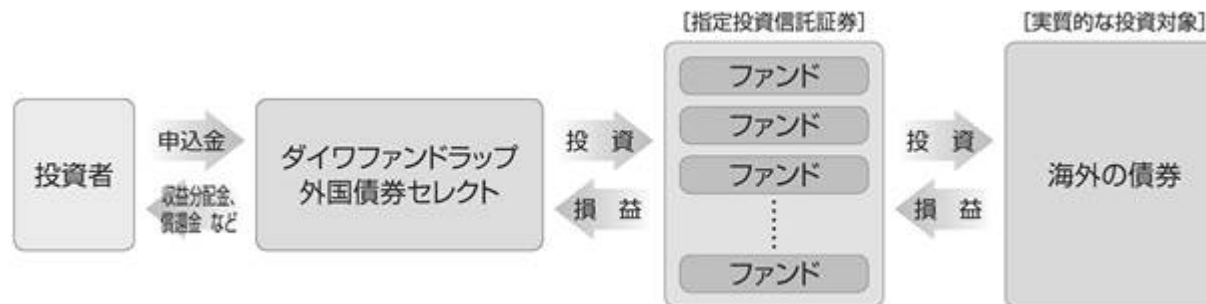 [指定投資信託証券]
[実質的な投資対象]
投資者
申込金
収益分配金、
償還金 など
ダイワファンドラップ
外国債券セレクト
投 資
損 益
ファンド
ファンド
ファンド
ファンド
投 資
損 益
海外の債券